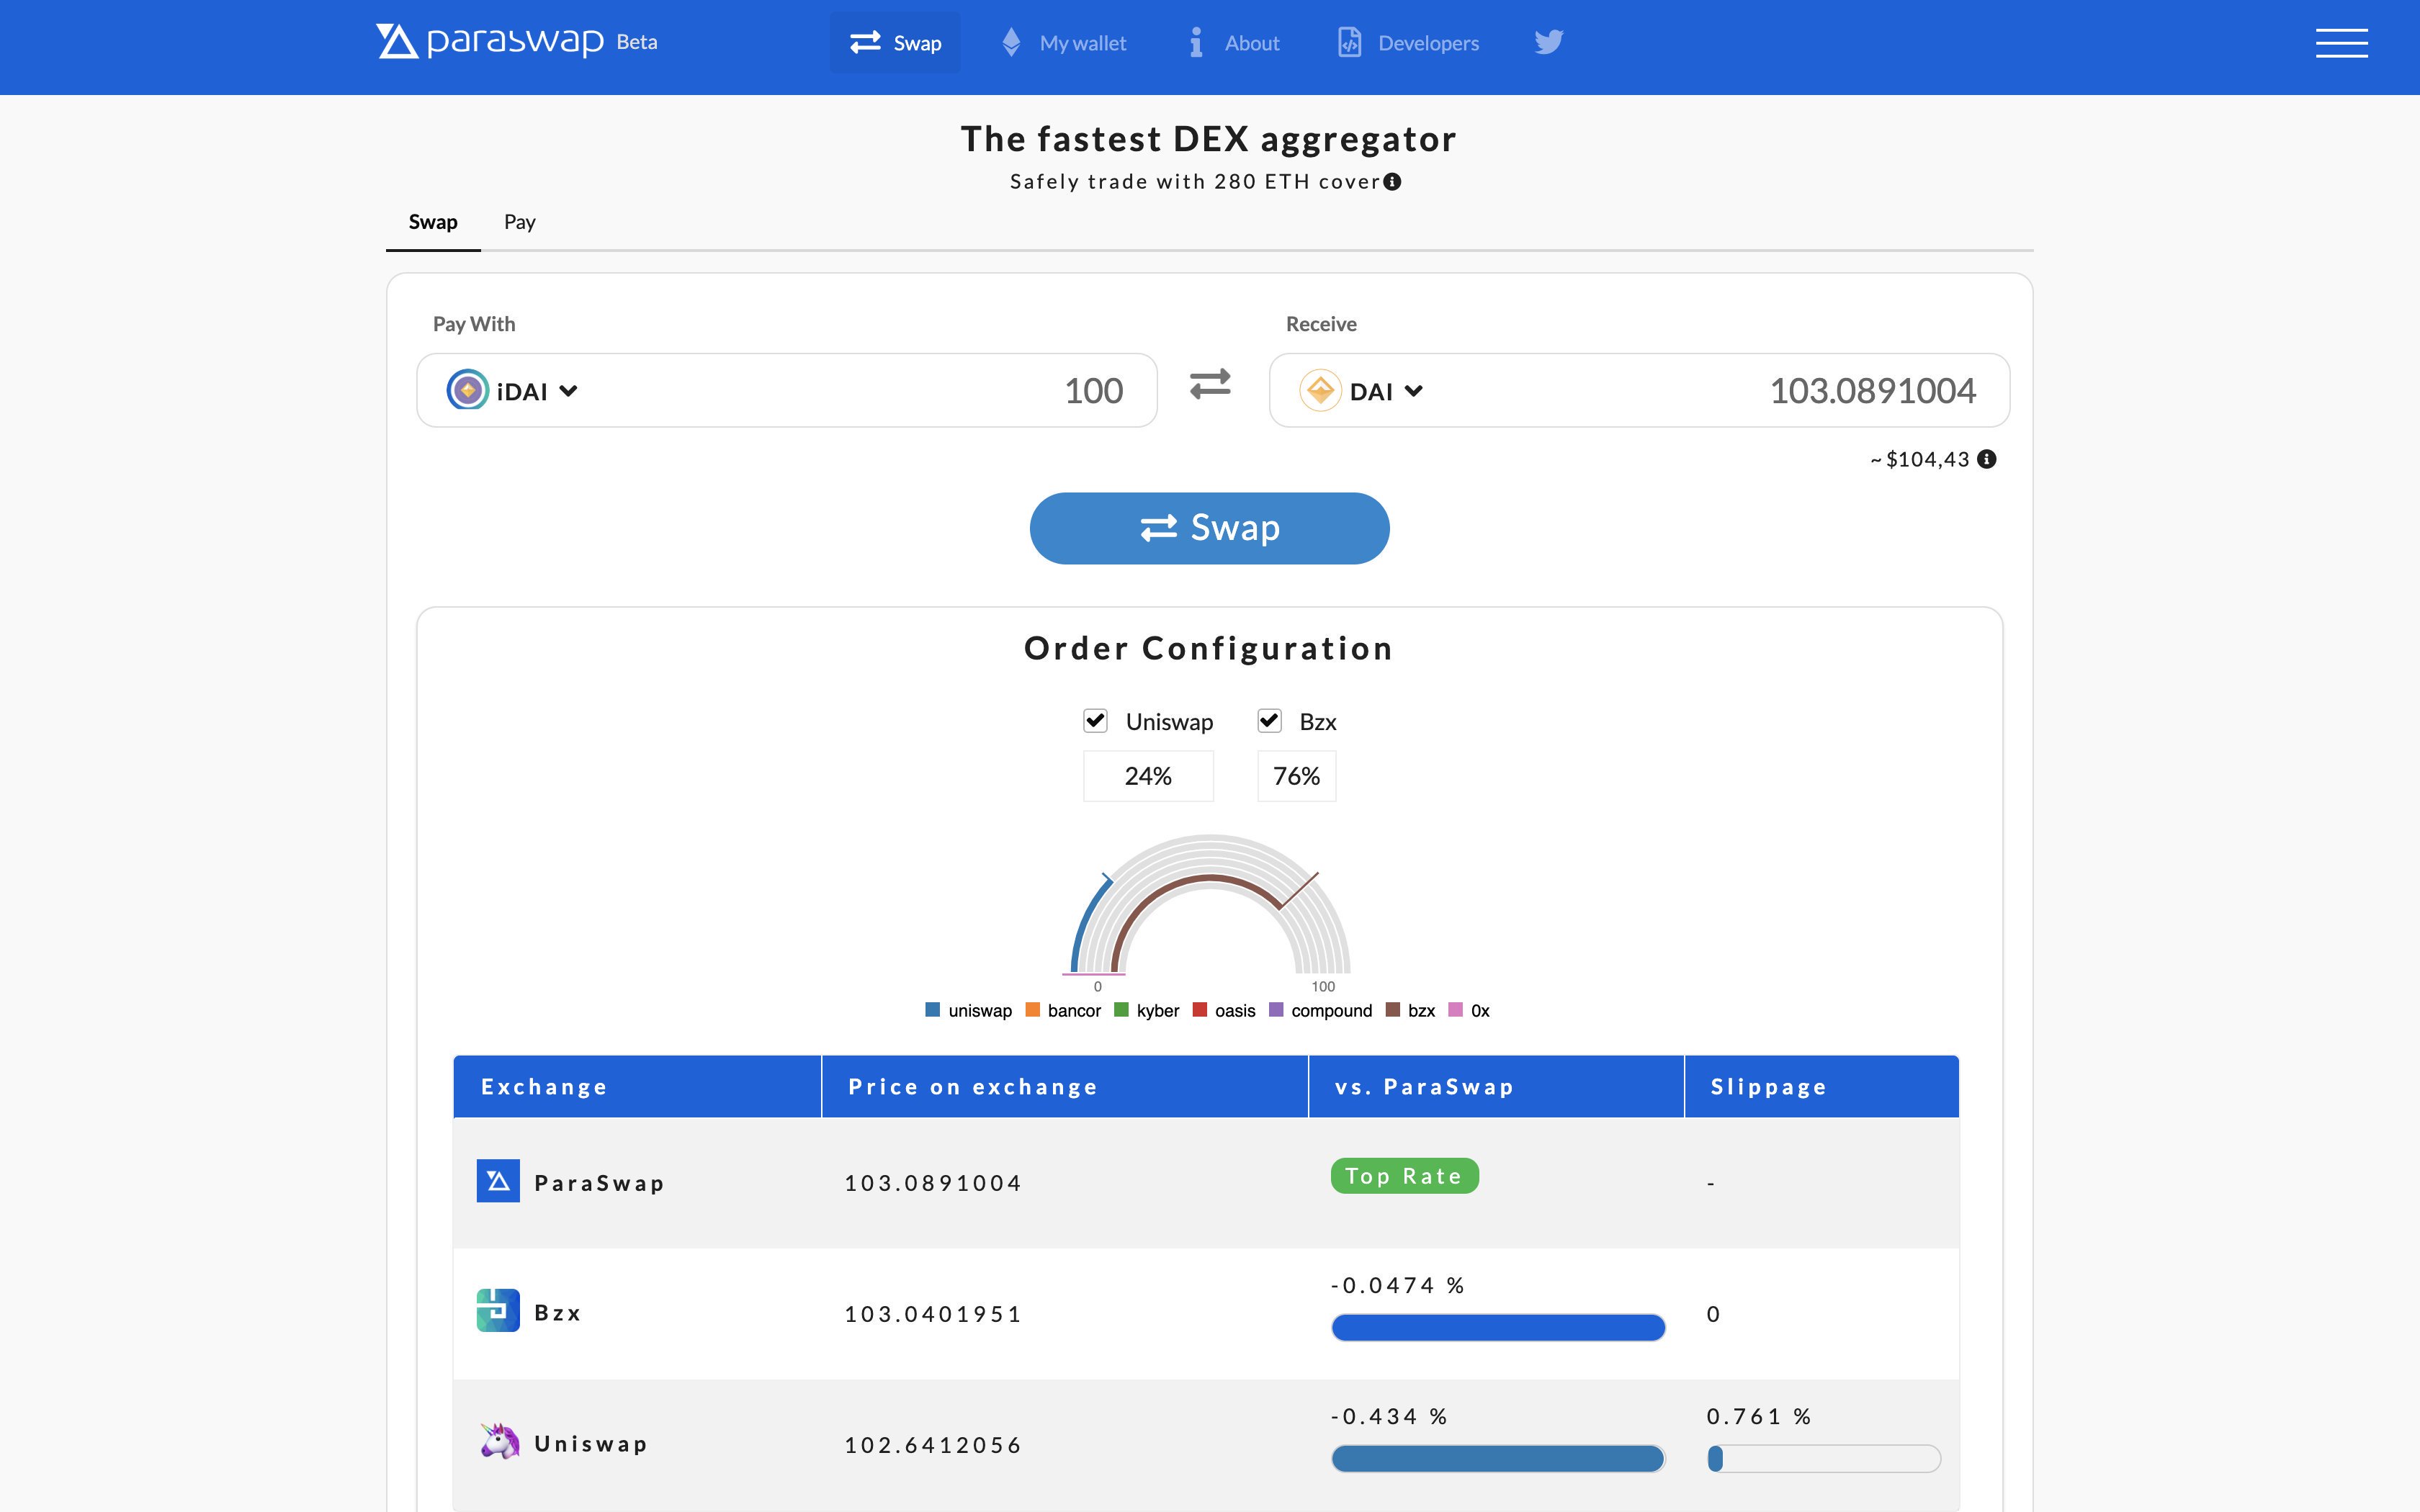 paraswap Beta Swap My wallet About Developers
The fastest DEX aggregator
Safely trade with 280 ETH cover
Swap Pay
Pay With Receive
iDAI 100 DAI 103.0891004
~$104,43
Swap
Order Configuration
Uniswap Bzx
24% 76%
0 100
uniswap bancor kyber oasis compound bzx 0x
Exchange Price on exchange vs. ParaSwap Slippage
ParaSwap 103.0891004 Top Rate -
Bzx 103.0401951 -0.0474 % 0
Uniswap 102.6412056 -0.434 % 0.761 %